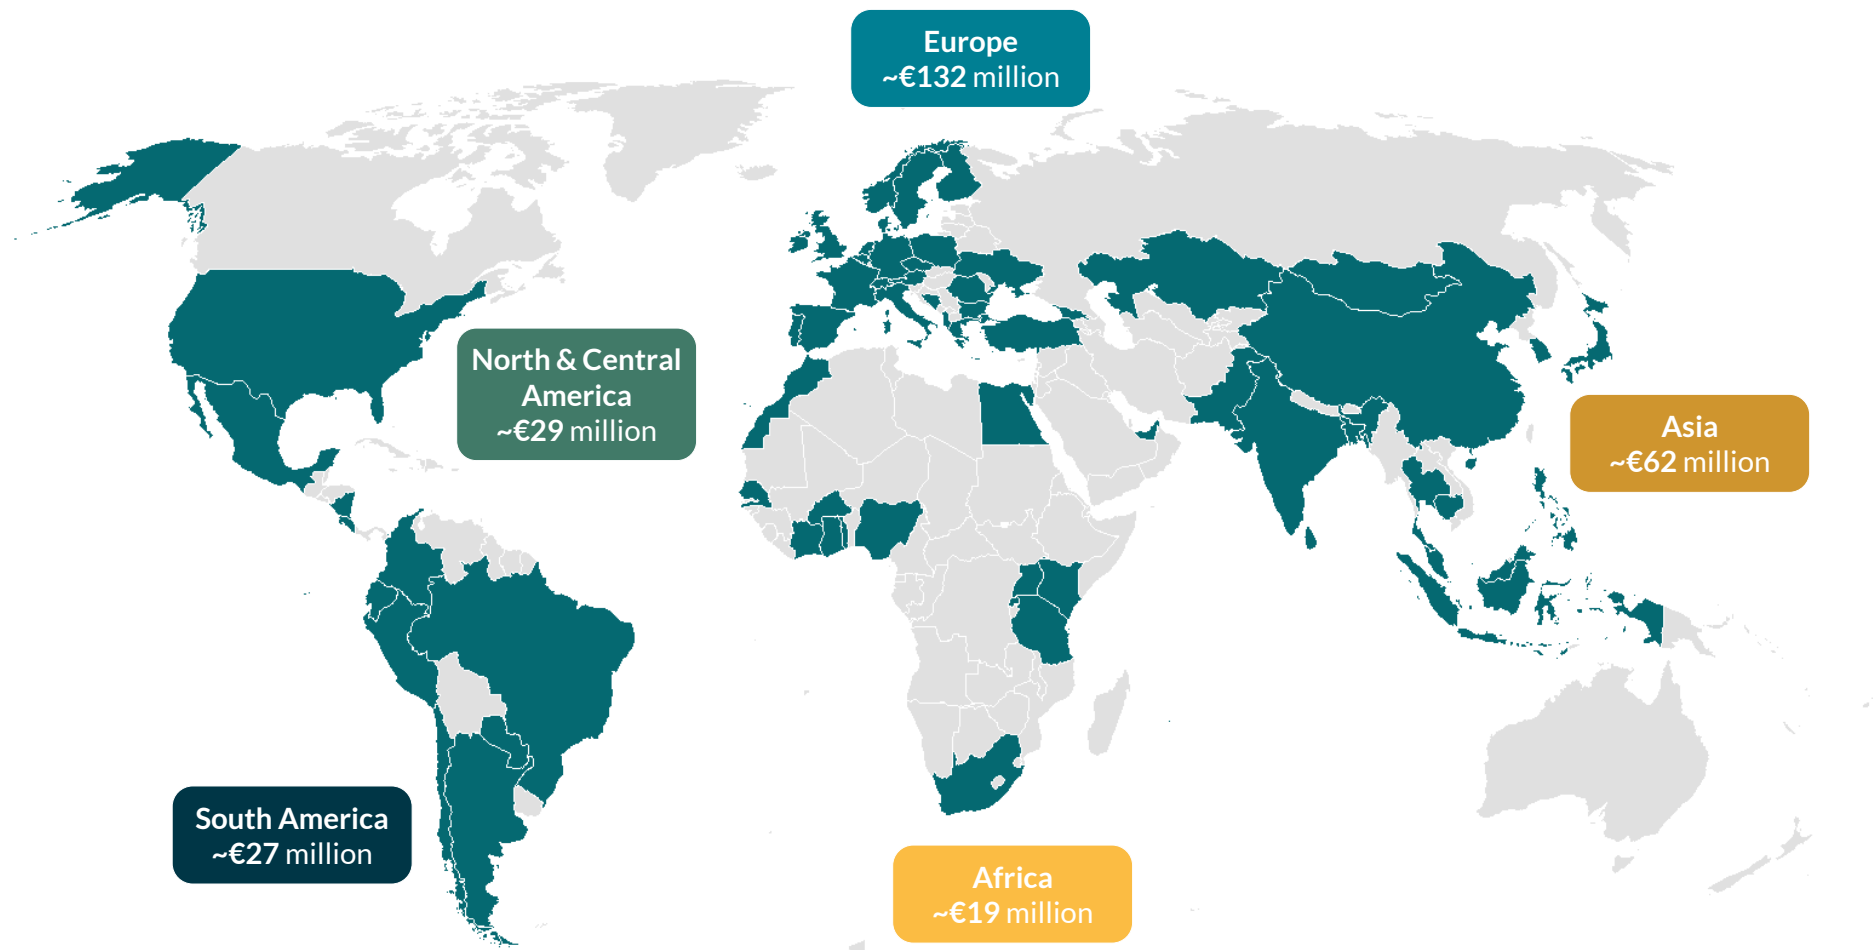 Europe
~€132 million
North & Central
America
~€29 million
Asia
~€62 million
South America
~€27 million
Africa
~€19 million